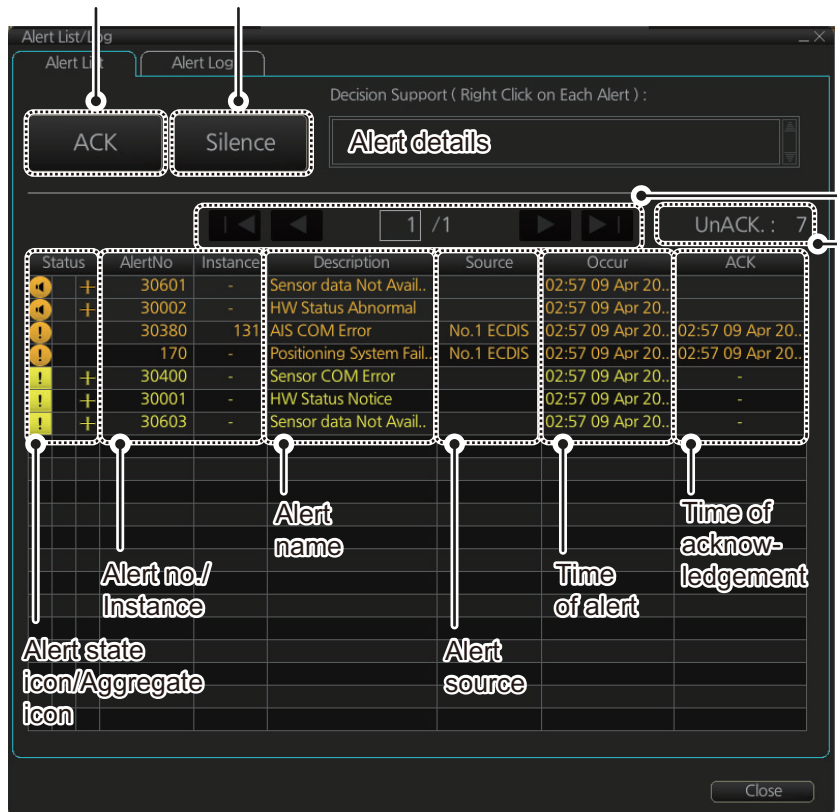 Alert List/Log
Alert List
Alert Log
Decision Support ( Right Click on Each Alert ) :
ACK
Silence
Alert details
1 /1
UnACK. : 7
Status AlertNo Instance Description Source Occur ACK
30601 - Sensor data Not Avail.. 02:57 09 Apr 20..
30002 - HW Status Abnormal 02:57 09 Apr 20..
30380 131 AIS COM Error No.1 ECDIS 02:57 09 Apr 20.. 02:57 09 Apr 20..
170 - Positioning System Fail.. No.1 ECDIS 02:57 09 Apr 20.. 02:57 09 Apr 20..
30400 - Sensor COM Error 02:57 09 Apr 20.. -
30001 - HW Status Notice 02:57 09 Apr 20.. -
30603 - Sensor data Not Avail.. 02:57 09 Apr 20.. -
Alert
name
Time of
acknow-
ledgement
Alert no./
Instance
Time
of alert
Alert state
icon/Aggregate
icon
Alert
source
Close